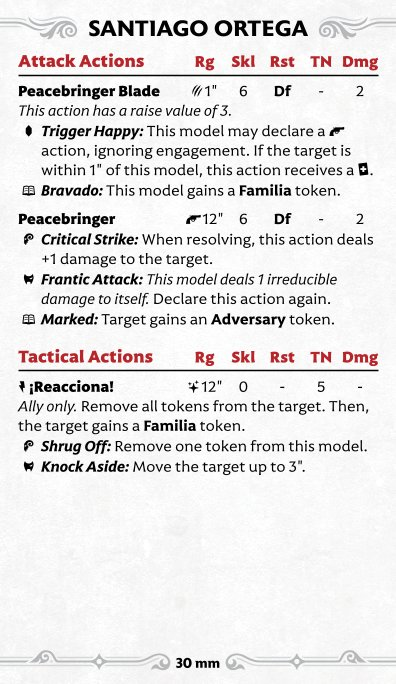 SANTIAGO ORTEGA
Attack Actions Rg Skl Rst TN Dmg
Peacebringer Blade 1" 6 Df - 2
This action has a raise value of 3.
Trigger Happy: This model may declare a
action, ignoring engagement. If the target is
within 1" of this model, this action receives a .
Bravado: This model gains a Familia token.
Peacebringer 12" 6 Df - 2
Critical Strike: When resolving, this action deals
+1 damage to the target.
Frantic Attack: This model deals 1 irreducible
damage to itself. Declare this action again.
Marked: Target gains an Adversary token.
Tactical Actions Rg Skl Rst TN Dmg
¡Reacciona! 12" 0 - 5 -
Ally only. Remove all tokens from the target. Then,
the target gains a Familia token.
Shrug Off: Remove one token from this model.
Knock Aside: Move the target up to 3".
30 mm